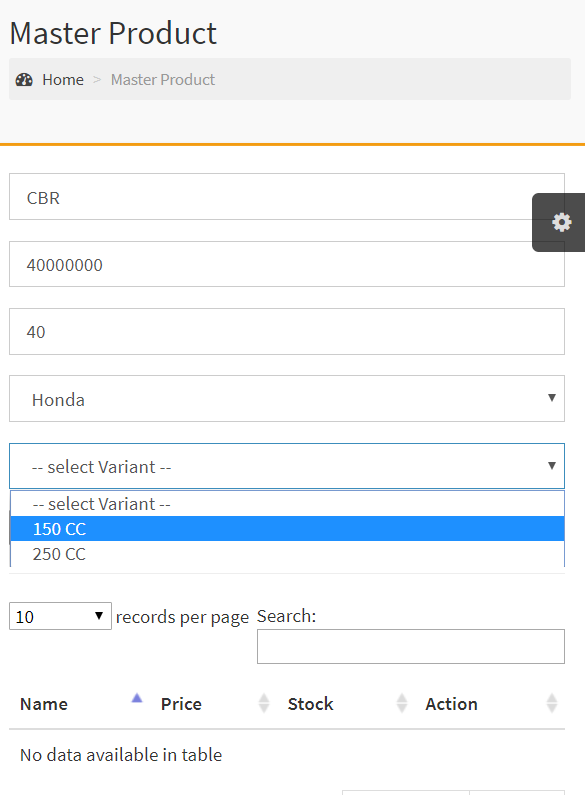 Master Product
Home > Master Product
CBR
40000000
40
Honda
-- select Variant --
-- select Variant --
150 CC
250 CC
10 records per page Search:
Name Price Stock Action
No data available in table